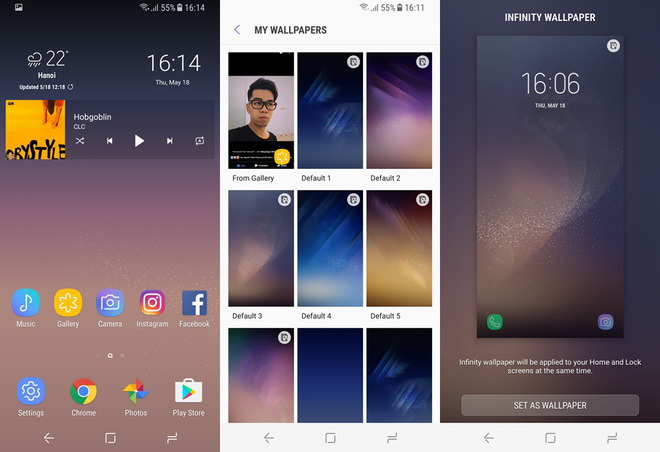 55% 16:14
22°
Hanoi
Updated 5/18 12:18
16:14
Thu, May 18
Hobgoblin
CLC
CRYSTYLE
Music
Gallery
Camera
Instagram
Facebook
Settings
Chrome
Photos
Play Store
55% 16:11
MY WALLPAPERS
From Gallery
Default 1
Default 2
Default 3
Default 4
Default 5
INFINITY WALLPAPER
16:06
THU, MAY 18
Infinity wallpaper will be applied to your Home and Lock
screens at the same time.
SET AS WALLPAPER